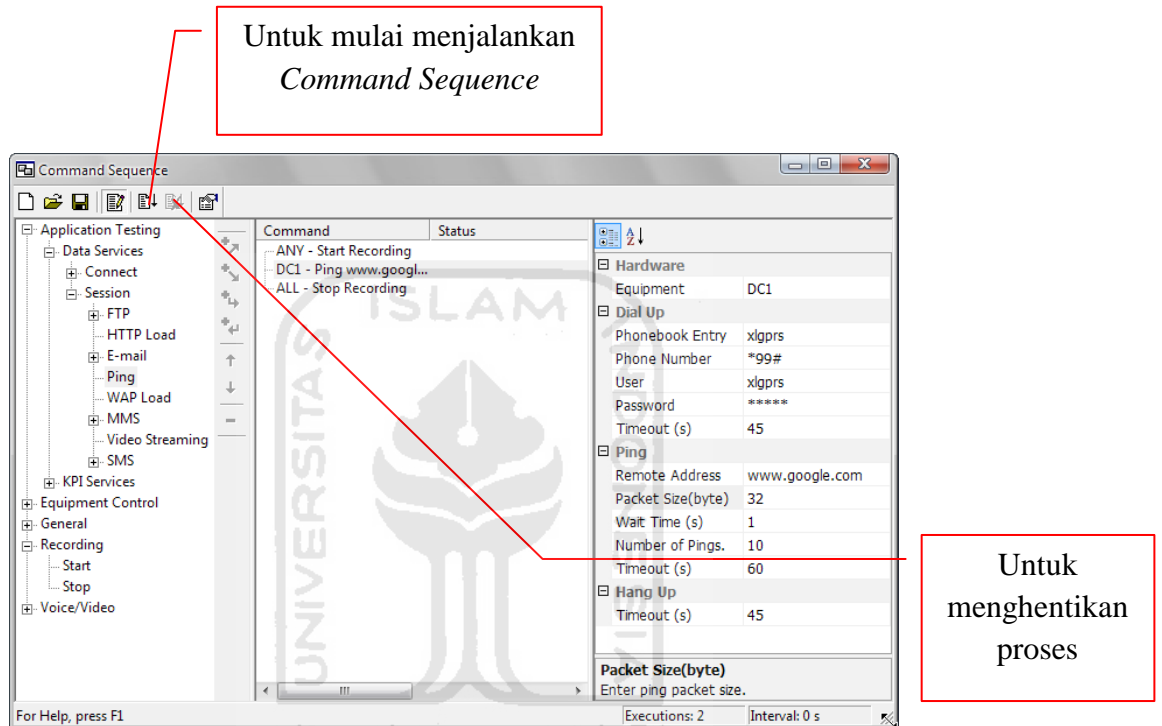 Untuk mulai menjalankan
Command Sequence
Command Sequence
Application Testing
Data Services
Connect
Session
FTP
HTTP Load
E-mail
Ping
WAP Load
MMS
Video Streaming
SMS
KPI Services
Equipment Control
General
Recording
Start
Stop
Voice/Video
Command Status
ANY - Start Recording
DC1 - Ping www.googl...
ALL - Stop Recording
Hardware
Equipment DC1
Dial Up
Phonebook Entry xlgprs
Phone Number *99#
User xlgprs
Password *****
Timeout (s) 45
Ping
Remote Address www.google.com
Packet Size(byte) 32
Wait Time (s) 1
Number of Pings. 10
Timeout (s) 60
Hang Up
Timeout (s) 45
Packet Size(byte)
Enter ping packet size.
For Help, press F1
Executions: 2
Interval: 0 s
Untuk
menghentikan
proses
UNIVERSITAS
ISLAM
INDONESIA